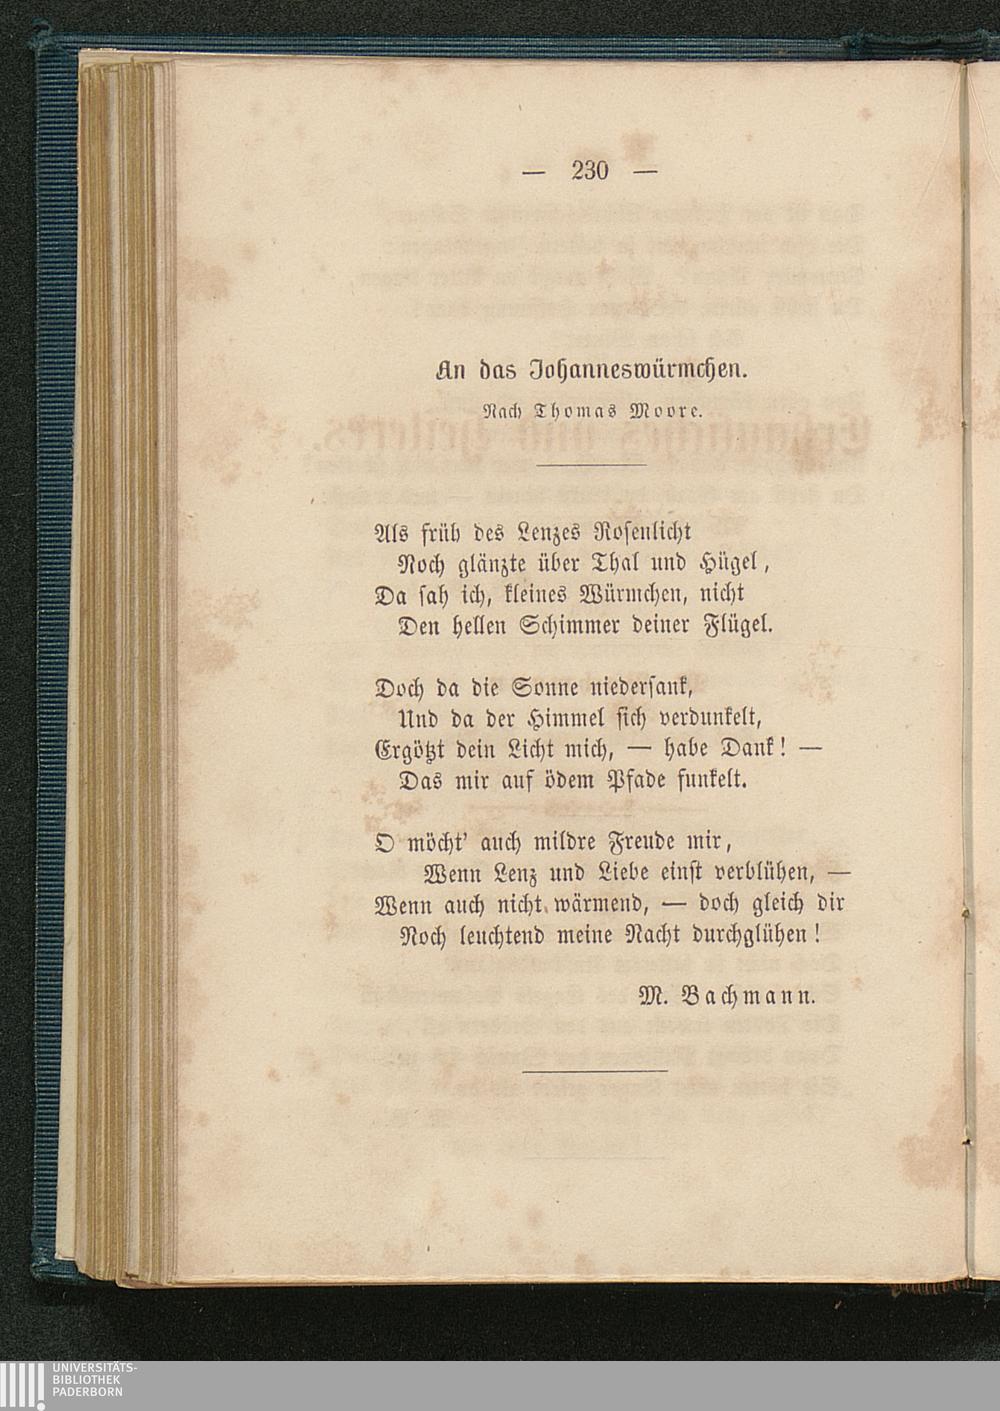 — 230 —
An das Johanneswürmchen.
Nach Thomas Moore.
Als früh des Lenzes Rosenlicht
Noch glänzte über Thal und Hügel,
Da sah ich, kleines Würmchen, nicht
Den hellen Schimmer deiner Flügel.
Doch da die Sonne niedersank,
Und da der Himmel sich verdunkelt,
Ergötzt dein Licht mich, — habe Dank! —
Das mir auf ödem Pfade funkelt.
O möcht' auch mildre Freude mir,
Wenn Lenz und Liebe einst verblühen, —
Wenn auch nicht wärmend, — doch gleich dir
Noch leuchtend meine Nacht durchglühen!
M. Bachmann.
UNIVERSITÄTS-
BIBLIOTHEK
PADERBORN